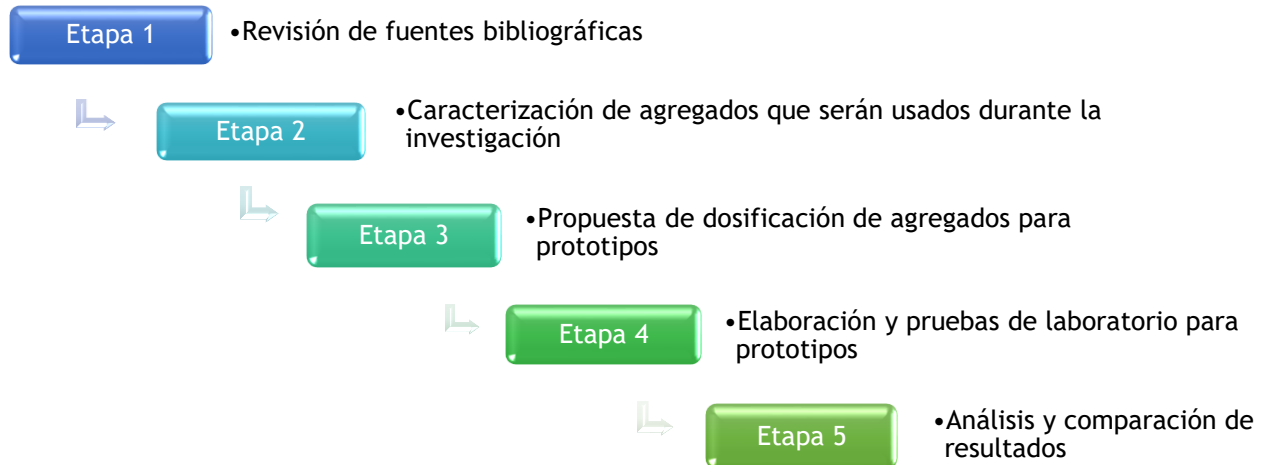 Etapa 1
•Revisión de fuentes bibliográficas
Etapa 2
•Caracterización de agregados que serán usados durante la
investigación
Etapa 3
•Propuesta de dosificación de agregados para
prototipos
Etapa 4
•Elaboración y pruebas de laboratorio para
prototipos
Etapa 5
•Análisis y comparación de
resultados